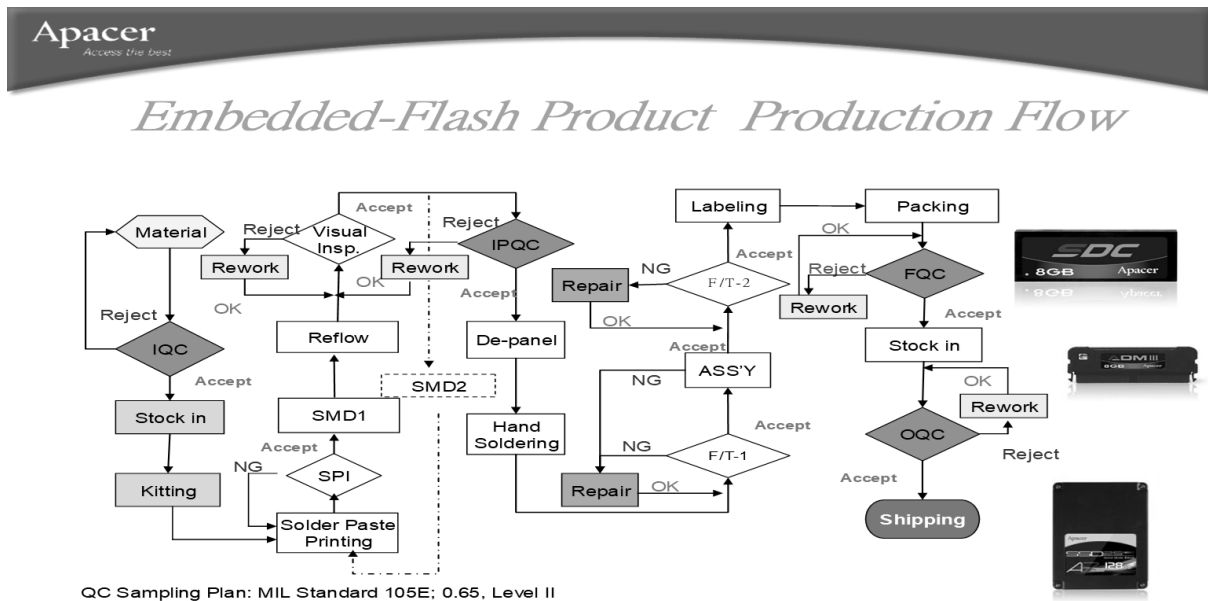 Apacer
Access the best
Embedded-Flash Product Production Flow
Material
Reject
IQC
Accept
Stock in
Kitting
Solder Paste
Printing
NG
SPI
Accept
SMD1
Reflow
OK
Rework
Reject
Visual
Insp.
Accept
OK
Rework
Reject
IPQC
Accept
SMD2
De-panel
Hand
Soldering
F/T-1
NG
Repair
OK
Accept
ASS'Y
NG
Accept
F/T-2
NG
Repair
OK
Accept
Labeling
Packing
OK
FQC
Reject
Rework
Accept
Stock in
OK
Rework
OQC
Reject
Accept
Shipping
SDC
8GB
Apacer
ADM III
8GB
Apacer
Apacer
128
QC Sampling Plan: MIL Standard 105E; 0.65, Level II